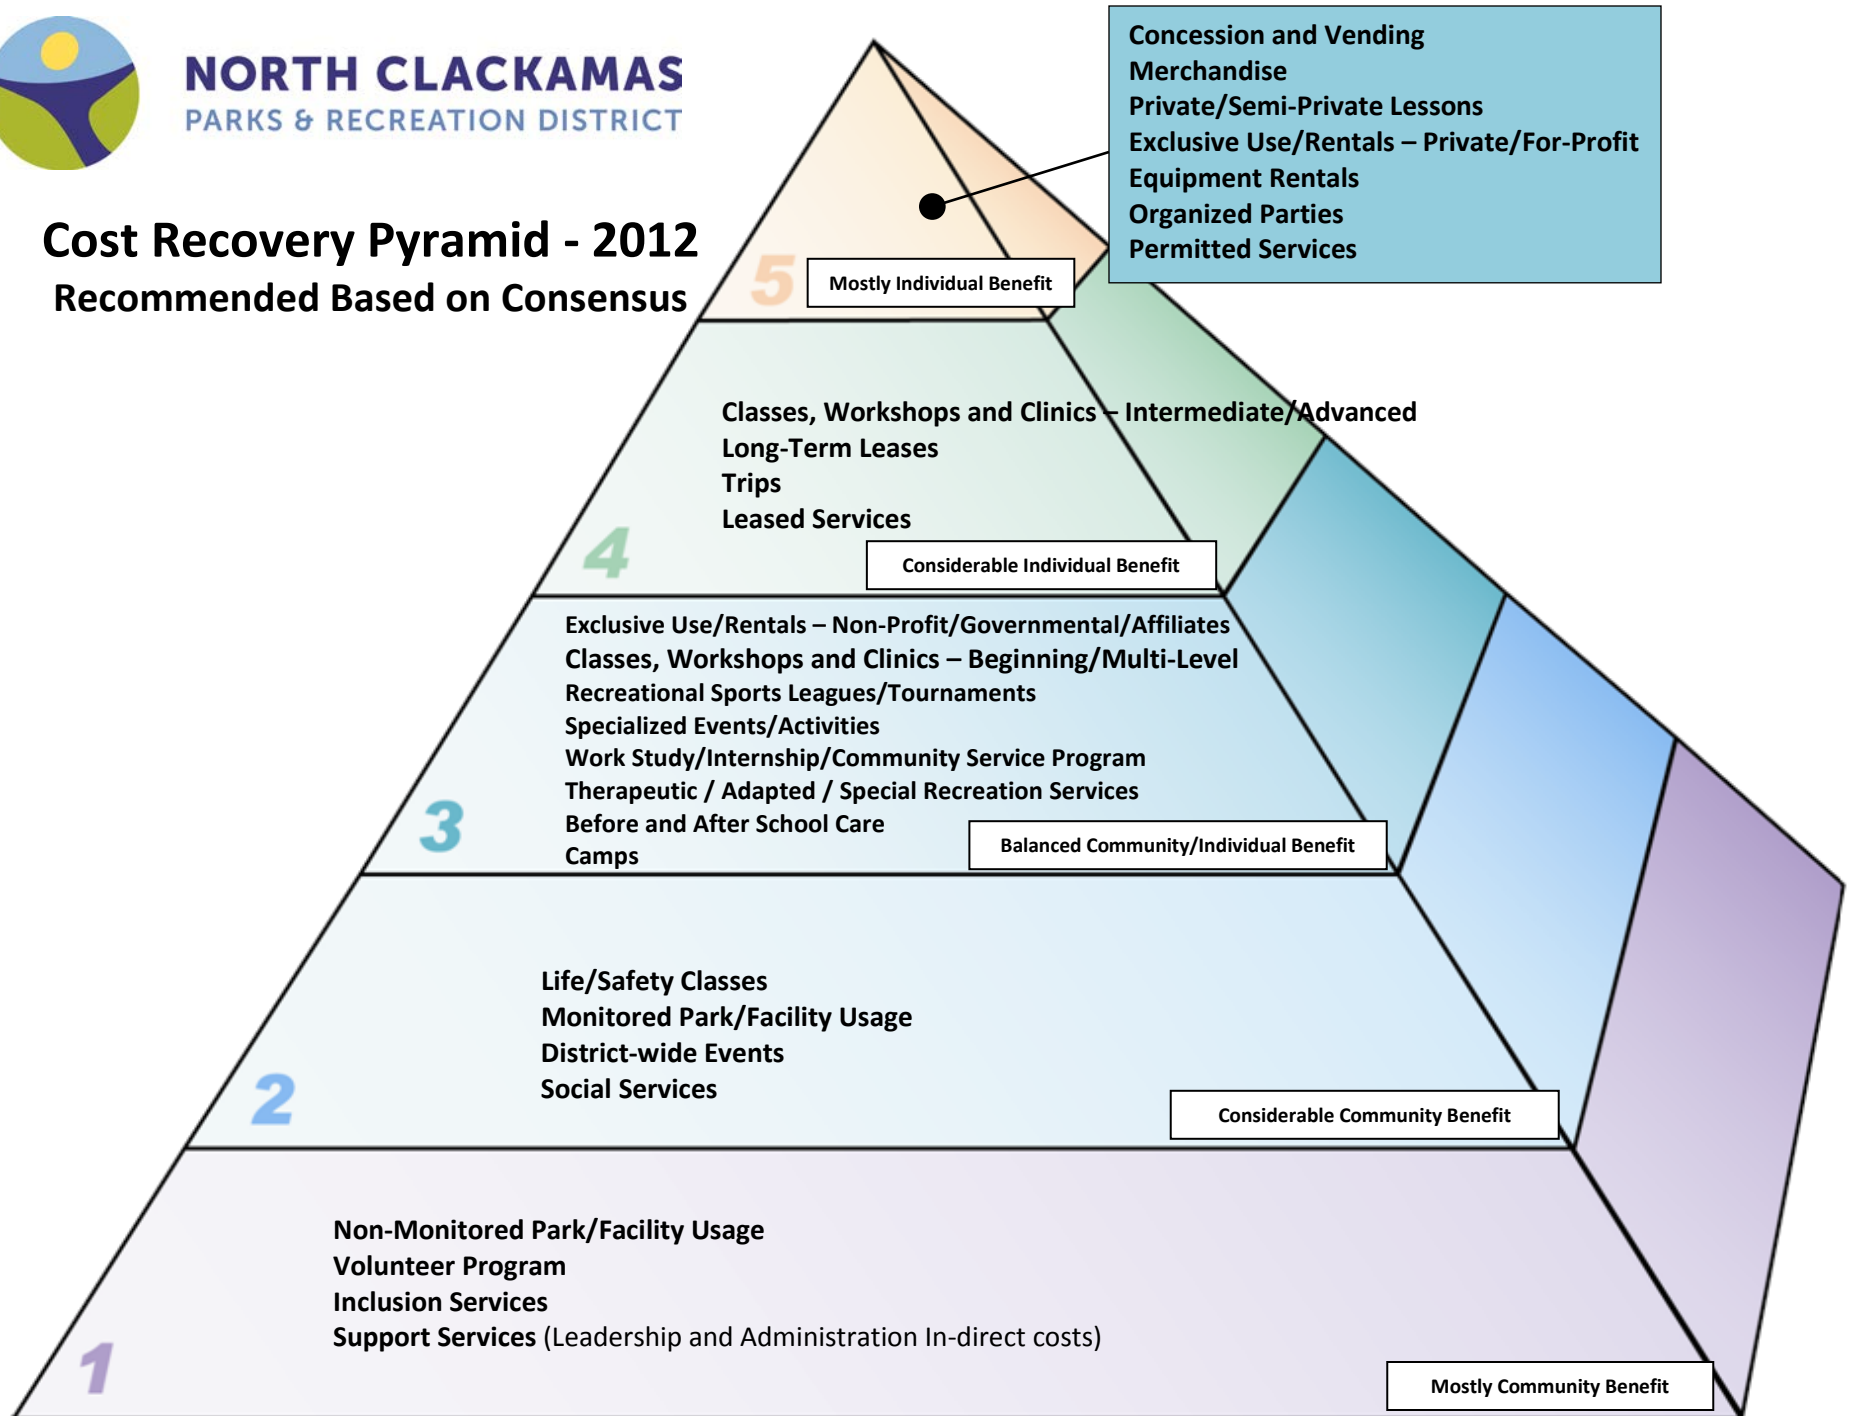 NORTH CLACKAMAS
PARKS & RECREATION DISTRICT
Cost Recovery Pyramid - 2012
Recommended Based on Consensus
Concession and Vending
Merchandise
Private/Semi-Private Lessons
Exclusive Use/Rentals – Private/For-Profit
Equipment Rentals
Organized Parties
Permitted Services
5
Mostly Individual Benefit
Classes, Workshops and Clinics – Intermediate/Advanced
Long-Term Leases
Trips
Leased Services
4
Considerable Individual Benefit
Exclusive Use/Rentals – Non-Profit/Governmental/Affiliates
Classes, Workshops and Clinics – Beginning/Multi-Level
Recreational Sports Leagues/Tournaments
Specialized Events/Activities
Work Study/Internship/Community Service Program
Therapeutic / Adapted / Special Recreation Services
Before and After School Care
Camps
3
Balanced Community/Individual Benefit
Life/Safety Classes
Monitored Park/Facility Usage
District-wide Events
Social Services
2
Considerable Community Benefit
Non-Monitored Park/Facility Usage
Volunteer Program
Inclusion Services
Support Services (Leadership and Administration In-direct costs)
1
Mostly Community Benefit